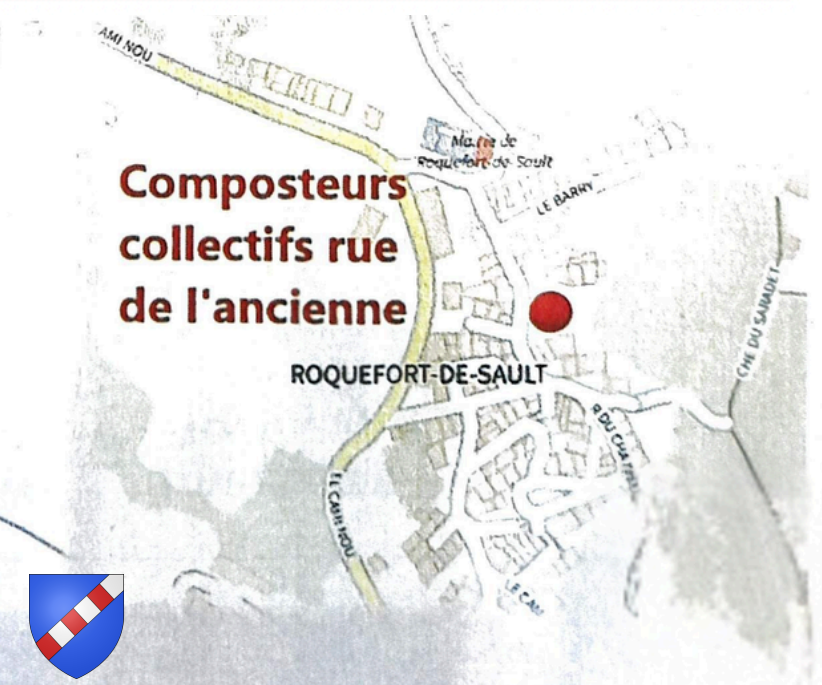 AMI NOU
Mairie de
Roquefort-de-Sault
Composteurs
collectifs rue
de l'ancienne
LE BARRY
CHE DU SARADET
ROQUEFORT-DE-SAULT
R DU
LE CAMI NOU
LE CAM